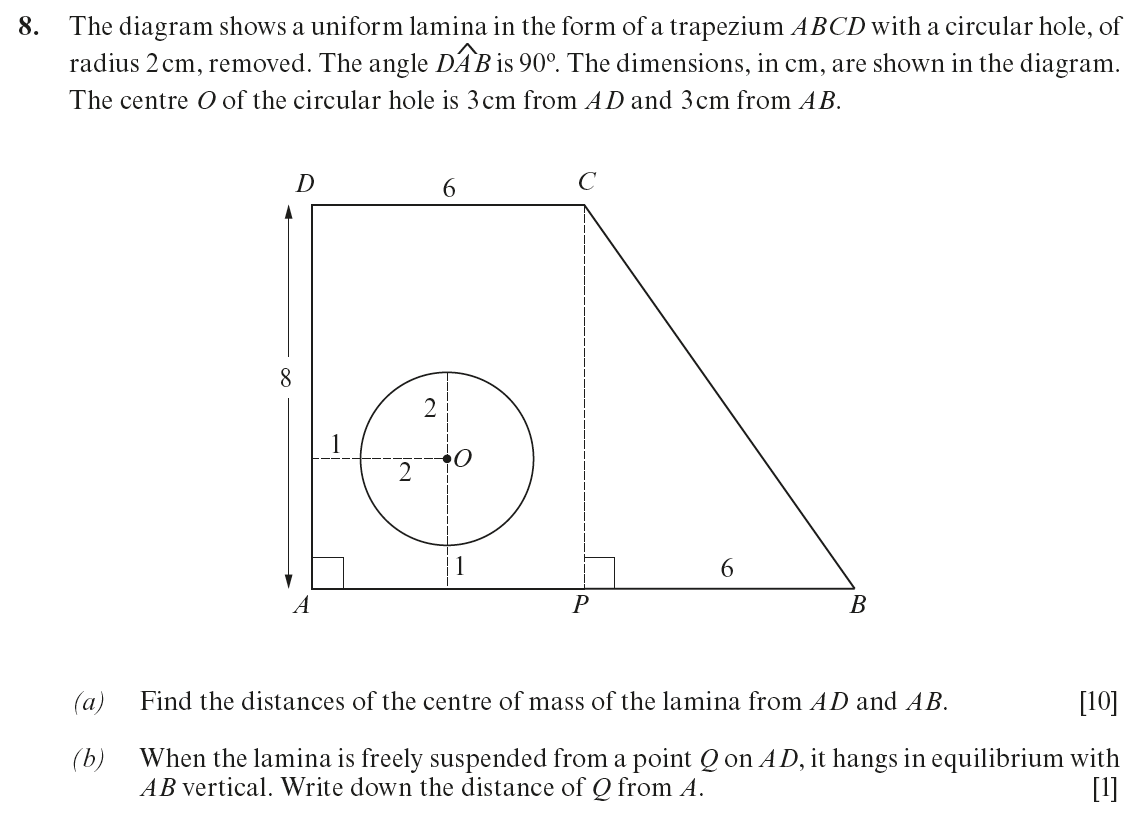 8. The diagram shows a uniform lamina in the form of a trapezium ABCD with a circular hole, of
radius 2 cm, removed. The angle DÂB is 90°. The dimensions, in cm, are shown in the diagram.
The centre O of the circular hole is 3 cm from AD and 3 cm from AB.
D 6 C
8
2
1
O
2
1
6
A P B
(a) Find the distances of the centre of mass of the lamina from AD and AB. [10]
(b) When the lamina is freely suspended from a point Q on AD, it hangs in equilibrium with
AB vertical. Write down the distance of Q from A. [1]